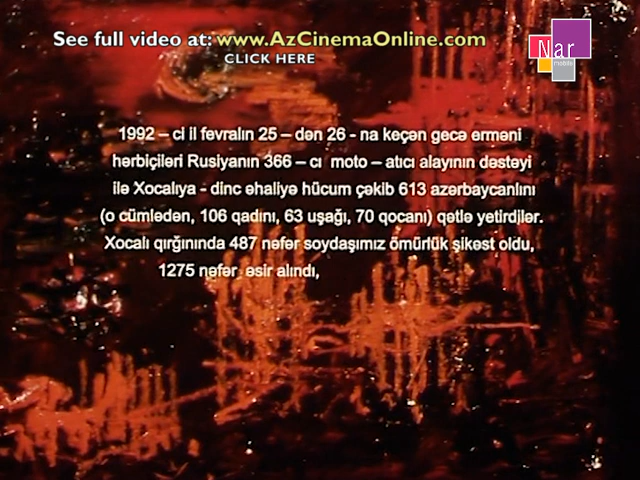 See full video at: www.AzCinemaOnline.com
CLICK HERE
Nar
mobile
1992 – ci il fevralın 25 – dən 26 - na keçən gecə erməni
hərbiçiləri Rusiyanın 366 – cı moto – atıcı alayının dəstəyi
ilə Xocalıya - dinc əhaliyə hücum çəkib 613 azərbaycanlını
(o cümlədən, 106 qadını, 63 uşağı, 70 qocanı) qətlə yetirdilər.
Xocalı qırğınında 487 nəfər soydaşımız ömürlük şikəst oldu,
1275 nəfər əsir alındı,